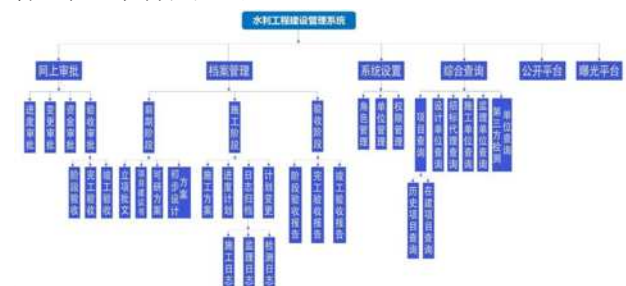 水利工程建设管理系统
网上审批
档案管理
系统设置
综合查询
公开平台
曝光平台
进度审批
变更审批
资金审批
验收审批
前期阶段
施工阶段
验收阶段
角色管理
单位管理
权限管理
项目查询
设计单位查询
招标代理查询
施工单位查询
监理单位查询
第三方检测
单位查询
阶段验收
完工验收
竣工验收
立项批文
项目建议书
可研方案
初步设计
方案
施工方案
进度计划
日志归档
计划变更
阶段验收报告
完工验收报告
竣工验收报告
历史项目查询
在建项目查询
施工日志
监理日志
检测日志